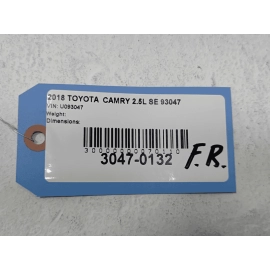 2018 TOYOTA CAMRY 2.5L SE 93047
VIN: U093047
Weight:
Dimensions:
3047-0132
F.R.